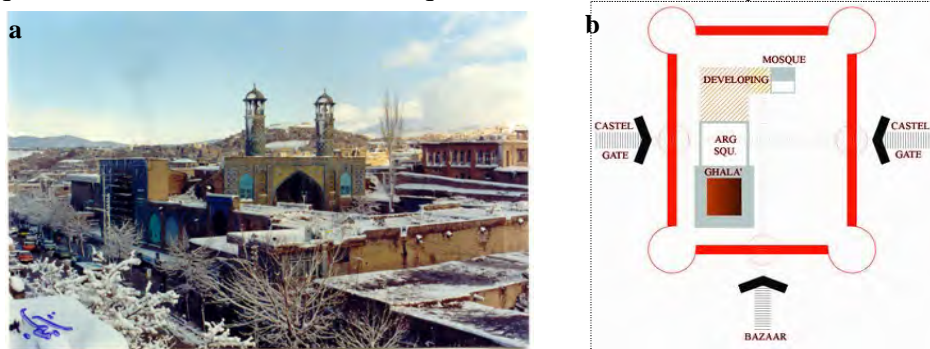 a
b
MOSQUE
DEVELOPING
CASTEL
GATE
ARG
SQU.
CASTEL
GATE
GHALA'
BAZAAR